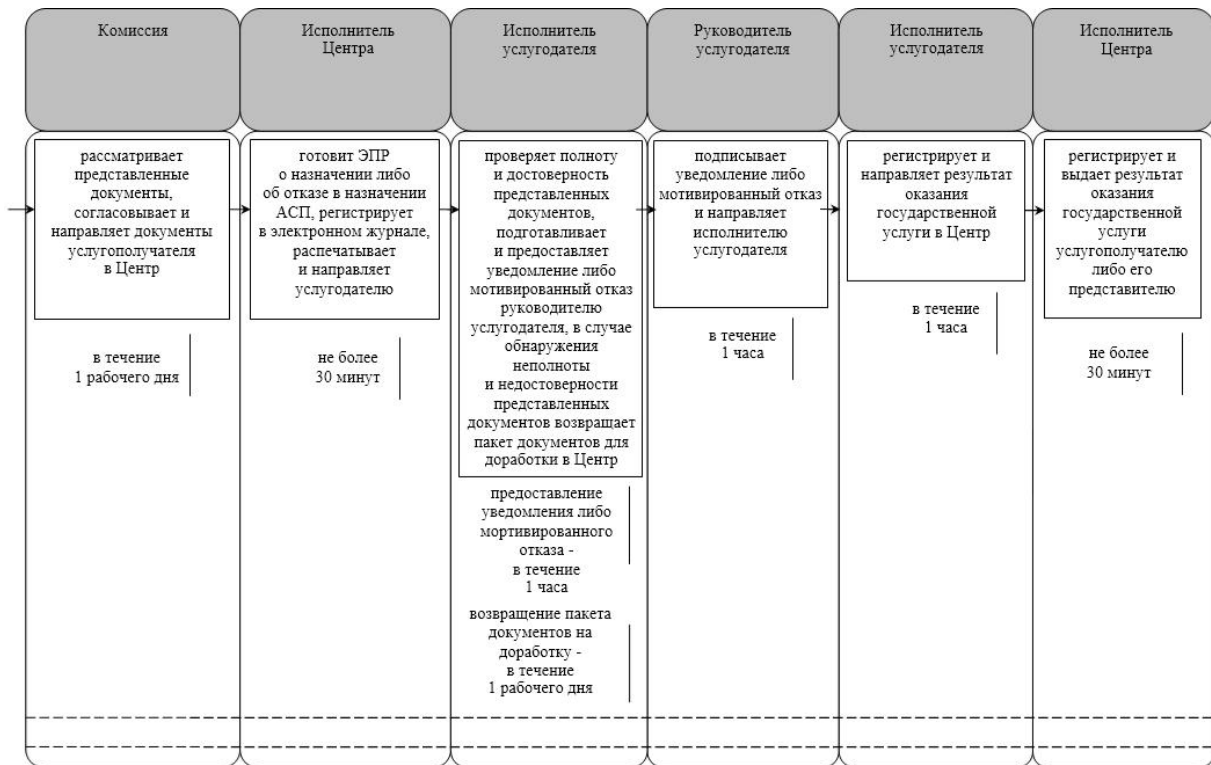 Комиссия
Исполнитель
Центра
Исполнитель
услугодателя
Руководитель
услугодателя
Исполнитель
услугодателя
Исполнитель
Центра
рассматривает
представленные
документы,
согласовывает и
направляет документы
услугополучателя
в Центр
в течение
1 рабочего дня
готовит ЭПР
о назначении либо
об отказе в назначении
АСП, регистрирует
в электронном журнале,
распечатывает
и направляет
услугодателю
не более
30 минут
проверяет полноту
и достоверность
представленных
документов,
подготавливает
и предоставляет
уведомление либо
мотивированный отказ
руководителю
услугодателя, в случае
обнаружения
неполноты
и недостоверности
представленных
документов возвращает
пакет документов для
доработки в Центр
предоставление
уведомления либо
мортивированного
отказа -
в течение
1 часа
возвращение пакета
документов на
доработку -
в течение
1 рабочего дня
подписывает
уведомление либо
мотивированный отказ
и направляет
исполнителю
услугодателя
в течение
1 часа
регистрирует и
направляет результат
оказания
государственной
услуги в Центр
в течение
1 часа
регистрирует и
выдает результат
оказания
государственной
услуги
услугополучателю
либо его
представителю
не более
30 минут